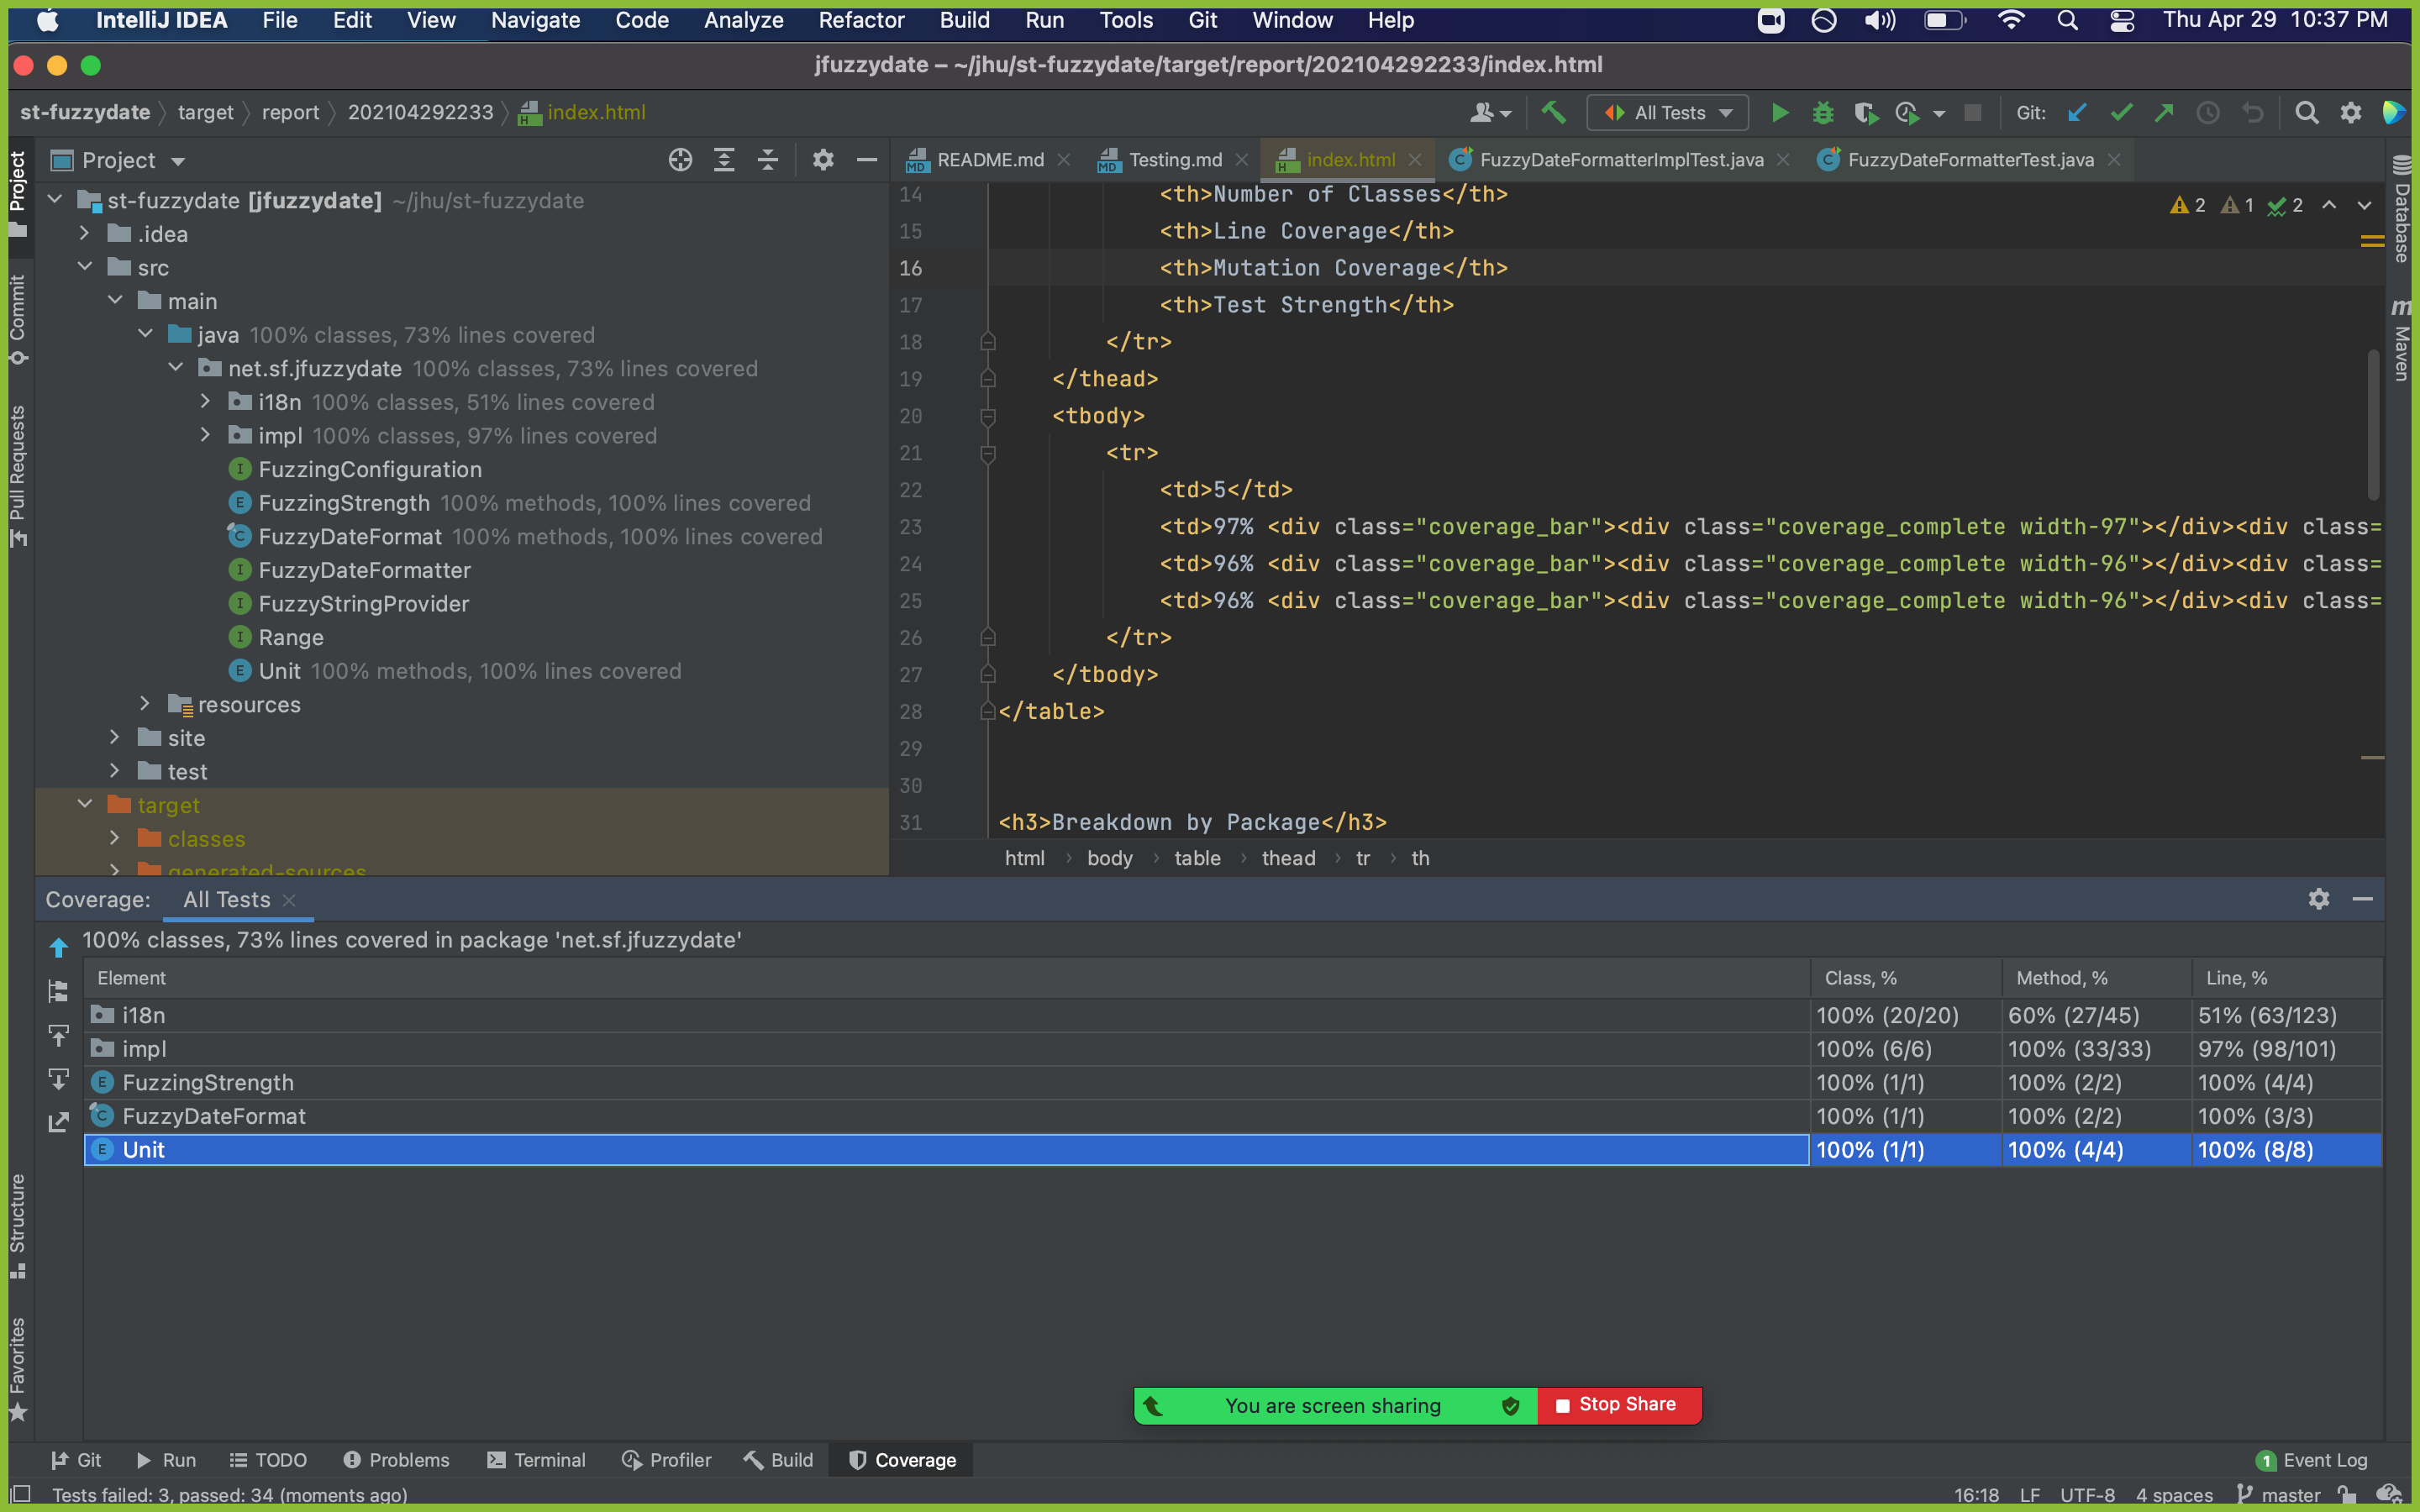 IntelliJ IDEA File Edit View Navigate Code Analyze Refactor Build Run Tools Git Window Help Thu Apr 29 10:37 PM
jfuzzydate – ~/jhu/st-fuzzydate/target/report/202104292233/index.html
st-fuzzydate target report 202104292233 index.html All Tests Git:
Project
Commit
Pull Requests
Structure
Favorites
Project
st-fuzzydate [jfuzzydate] ~/jhu/st-fuzzydate
.idea
src
main
java 100% classes, 73% lines covered
net.sf.jfuzzydate 100% classes, 73% lines covered
i18n 100% classes, 51% lines covered
impl 100% classes, 97% lines covered
FuzzingConfiguration
FuzzingStrength 100% methods, 100% lines covered
FuzzyDateFormat 100% methods, 100% lines covered
FuzzyDateFormatter
FuzzyStringProvider
Range
Unit 100% methods, 100% lines covered
resources
site
test
target
classes
generated-sources
README.md Testing.md index.html FuzzyDateFormatterImplTest.java FuzzyDateFormatterTest.java
2 1 2
14 <th>Number of Classes</th>
15 <th>Line Coverage</th>
16 <th>Mutation Coverage</th>
17 <th>Test Strength</th>
18 </tr>
19 </thead>
20 <tbody>
21 <tr>
22 <td>5</td>
23 <td>97% <div class="coverage_bar"><div class="coverage_complete width-97"></div><div class=
24 <td>96% <div class="coverage_bar"><div class="coverage_complete width-96"></div><div class=
25 <td>96% <div class="coverage_bar"><div class="coverage_complete width-96"></div><div class=
26 </tr>
27 </tbody>
28 </table>
29
30
31 <h3>Breakdown by Package</h3>
html › body › table › thead › tr › th
Database
Maven
Coverage: All Tests
100% classes, 73% lines covered in package 'net.sf.jfuzzydate'
Element Class, % Method, % Line, %
i18n 100% (20/20) 60% (27/45) 51% (63/123)
impl 100% (6/6) 100% (33/33) 97% (98/101)
FuzzingStrength 100% (1/1) 100% (2/2) 100% (4/4)
FuzzyDateFormat 100% (1/1) 100% (2/2) 100% (3/3)
Unit 100% (1/1) 100% (4/4) 100% (8/8)
You are screen sharing Stop Share
Git Run TODO Problems Terminal Profiler Build Coverage 1 Event Log
Tests failed: 3, passed: 34 (moments ago) 16:18 LF UTF-8 4 spaces master